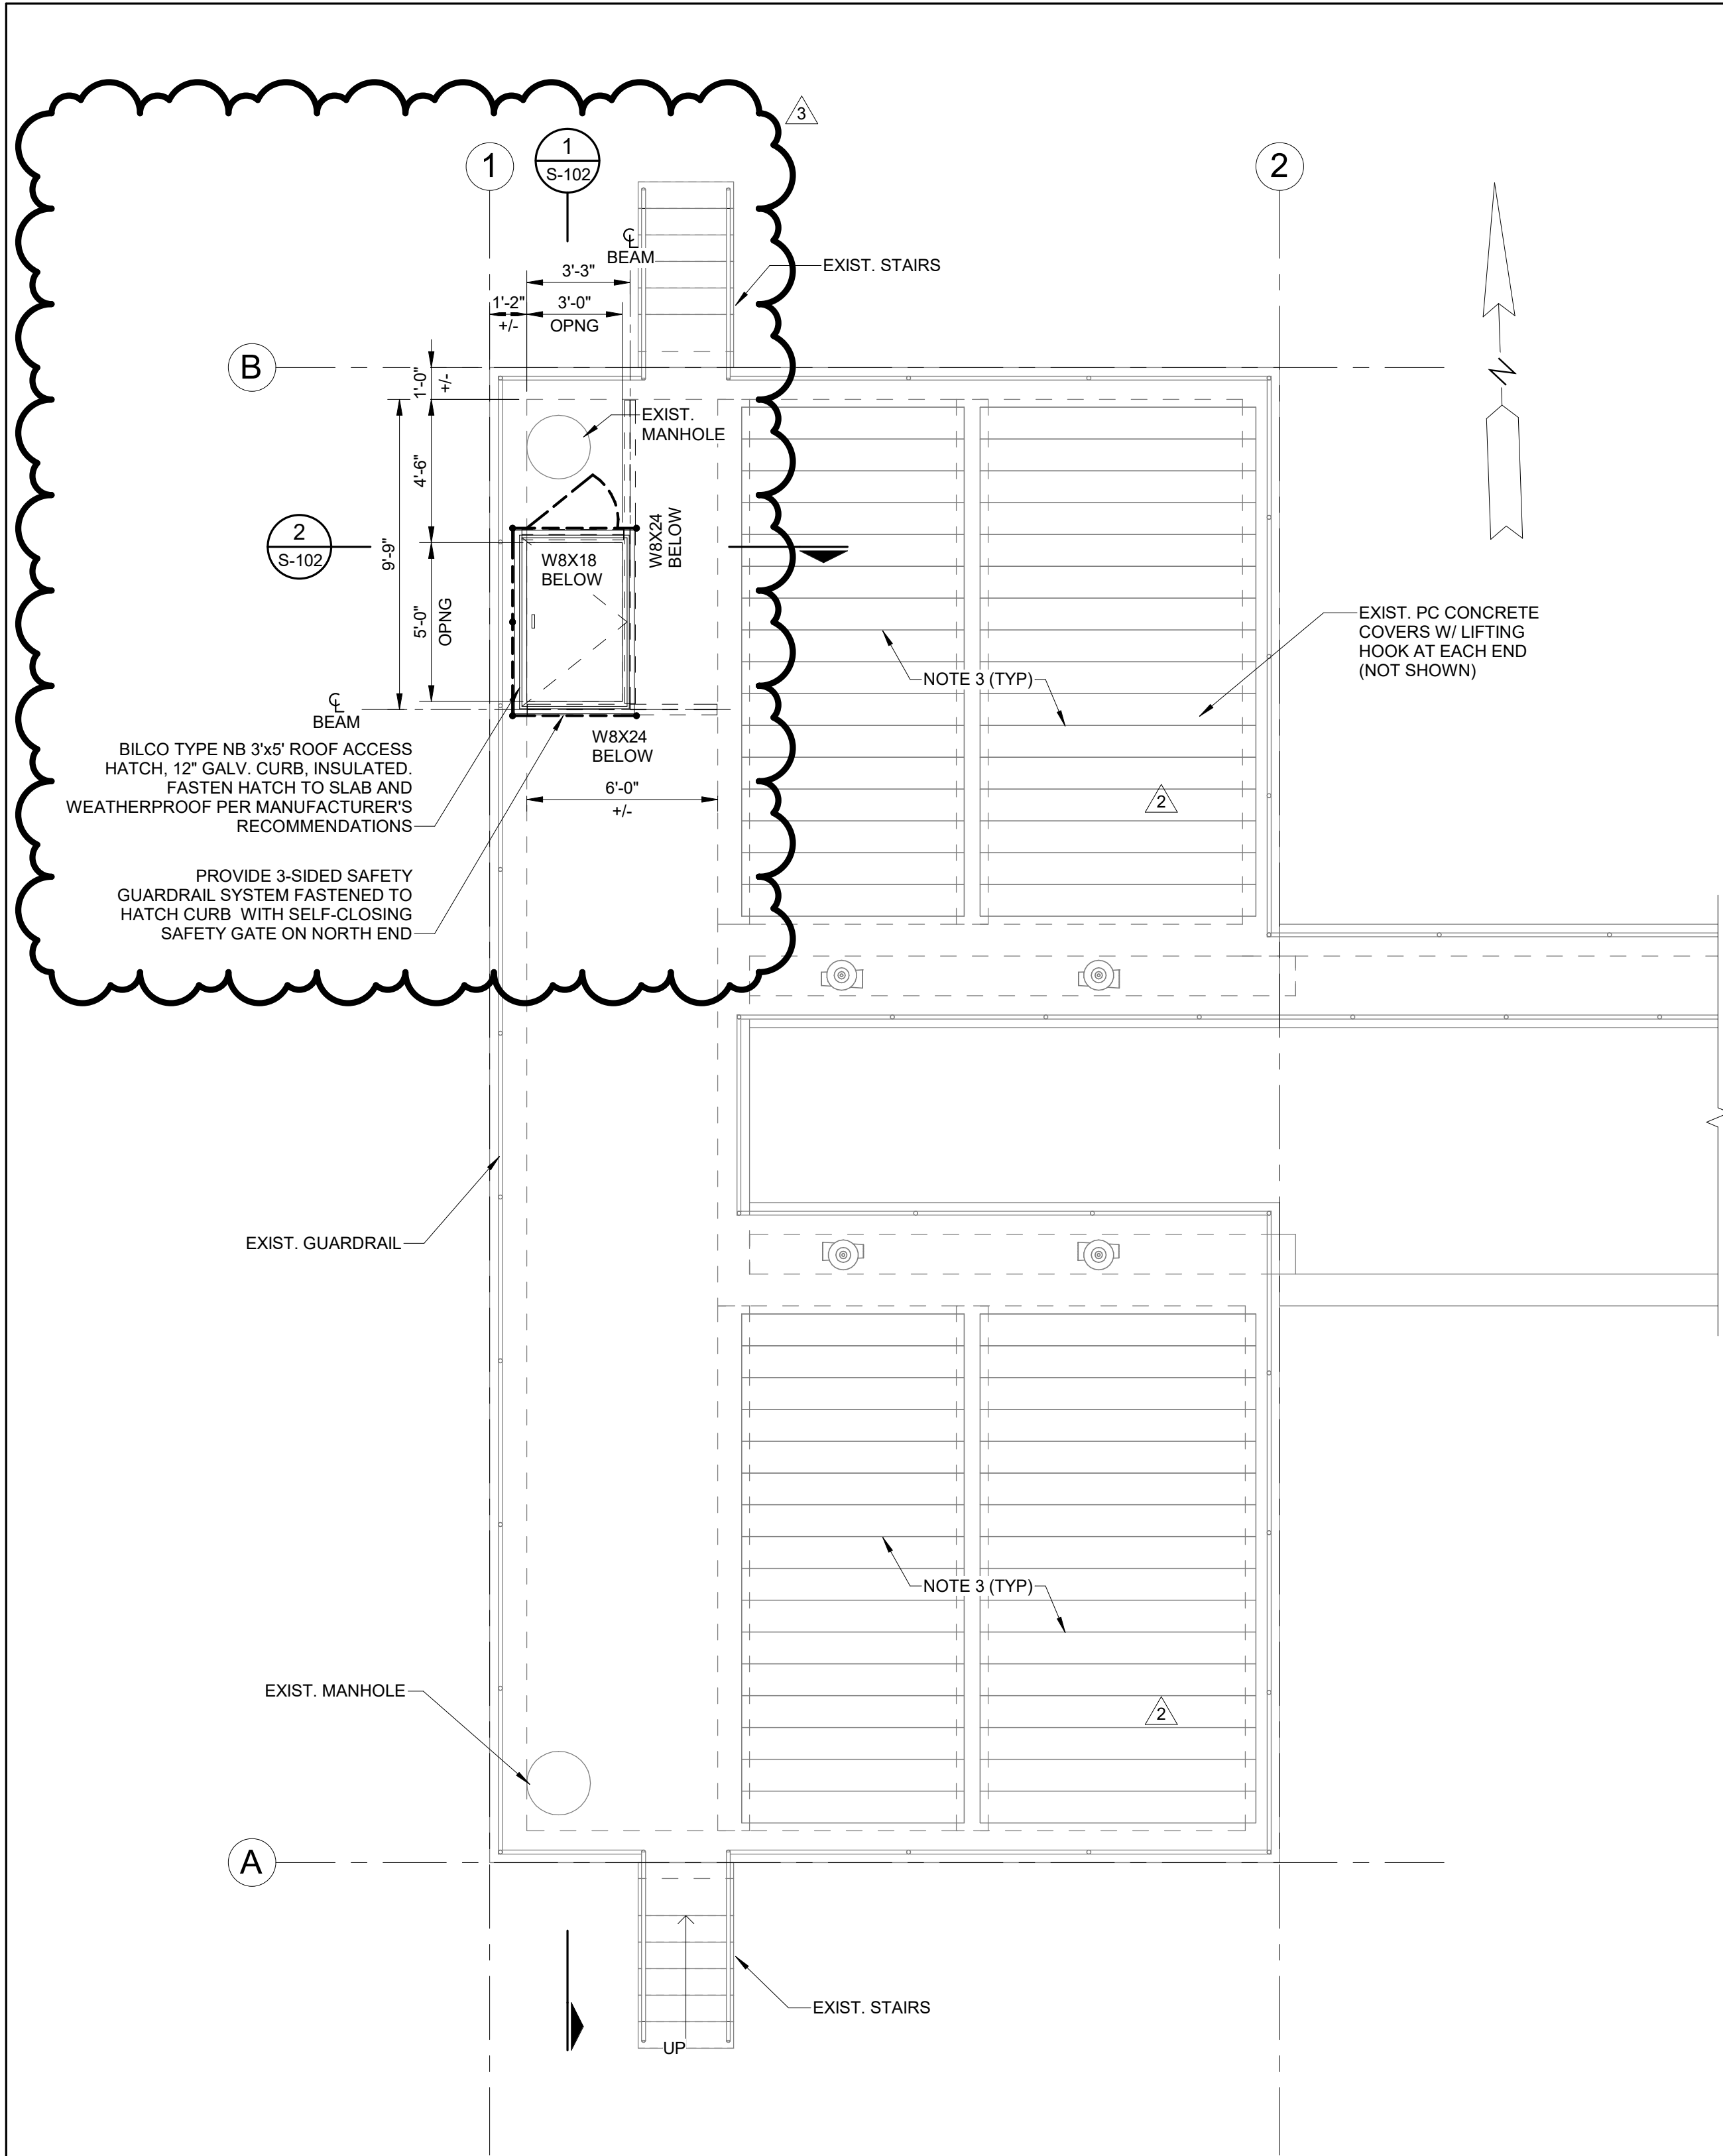 3
1
S-102
1
2
℄
BEAM
3'-3"
EXIST. STAIRS
1'-2"
+/-
3'-0"
OPNG
N
B
1'-0"
+/-
EXIST.
MANHOLE
4'-6"
9'-9"
2
S-102
W8X24
BELOW
W8X18
BELOW
5'-0"
OPNG
EXIST. PC CONCRETE
COVERS W/ LIFTING
HOOK AT EACH END
(NOT SHOWN)
NOTE 3 (TYP)
℄
BEAM
W8X24
BELOW
BILCO TYPE NB 3'x5' ROOF ACCESS
HATCH, 12" GALV. CURB, INSULATED.
FASTEN HATCH TO SLAB AND
WEATHERPROOF PER MANUFACTURER'S
RECOMMENDATIONS
6'-0"
+/-
2
PROVIDE 3-SIDED SAFETY
GUARDRAIL SYSTEM FASTENED TO
HATCH CURB  WITH SELF-CLOSING
SAFETY GATE ON NORTH END
EXIST. GUARDRAIL
NOTE 3 (TYP)
EXIST. MANHOLE
2
A
EXIST. STAIRS
UP